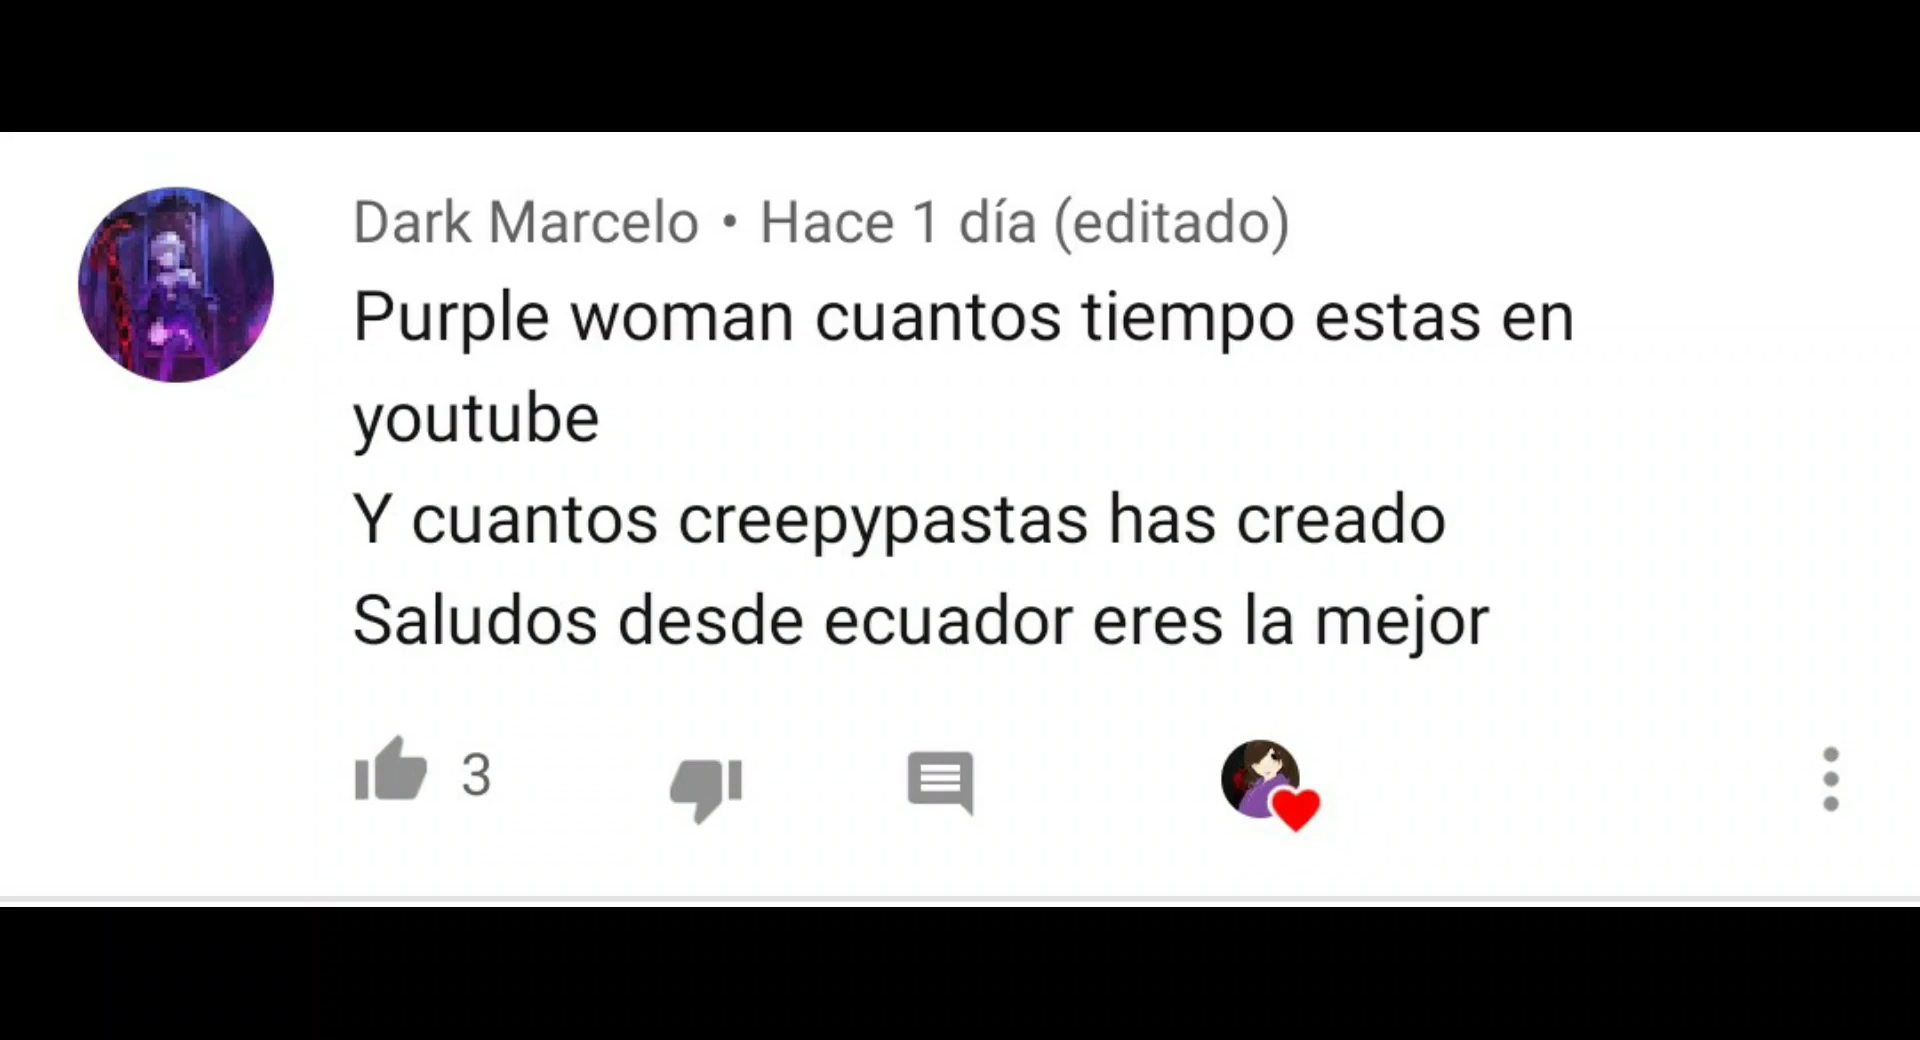 Dark Marcelo • Hace 1 día (editado)
Purple woman cuantos tiempo estas en
youtube
Y cuantos creepypastas has creado
Saludos desde ecuador eres la mejor
3